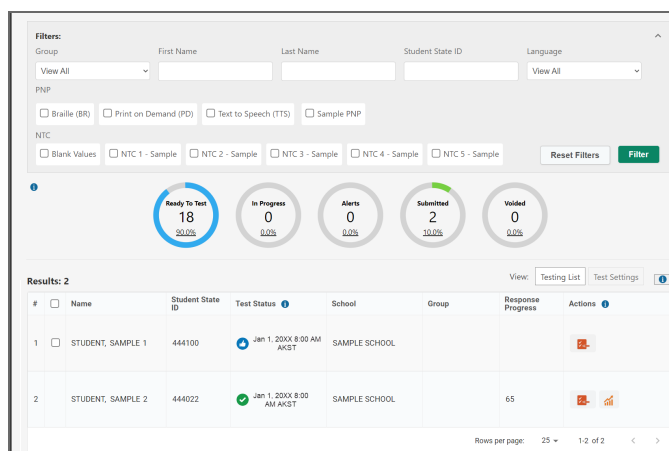 Filters:
Group First Name Last Name Student State ID Language
View All View All
PNP
Braille (BR) Print on Demand (PD) Text to Speech (TTS) Sample PNP
NTC
Blank Values NTC 1 - Sample NTC 2 - Sample NTC 3 - Sample NTC 4 - Sample NTC 5 - Sample Reset Filters Filter
Ready To Test In Progress Alerts Submitted Voided
18 0 0 2 0
90.0% 0.0% 0.0% 10.0% 0.0%
Results: 2 View: Testing List Test Settings
# Name Student State ID Test Status School Group Response Progress Actions
1 STUDENT, SAMPLE 1 444100 Jan 1, 20XX 8:00 AM AKST SAMPLE SCHOOL
2 STUDENT, SAMPLE 2 444022 Jan 1, 20XX 8:00 AM AKST SAMPLE SCHOOL 65
Rows per page: 25 1-2 of 2